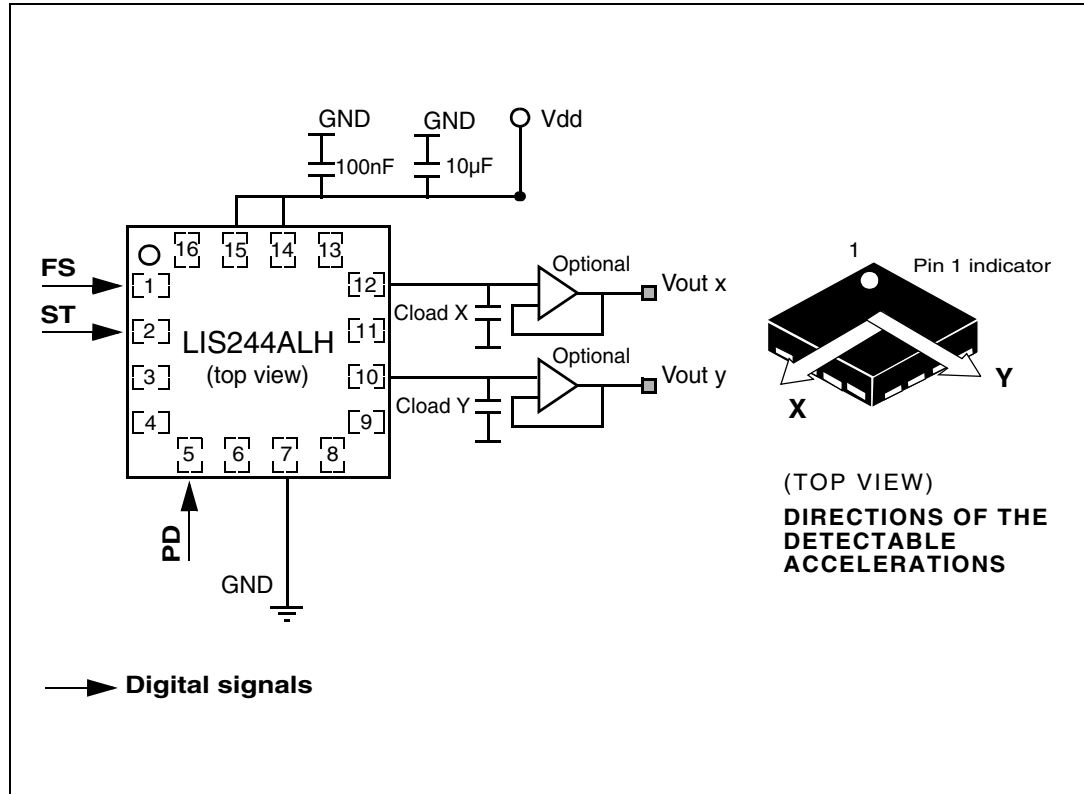 GND
GND
Vdd
100nF
10µF
16
15
14
13
FS
1
12
Optional
Vout x
ST
2
11
Cload X
LIS244ALH
(top view)
3
10
Optional
Vout y
4
9
Cload Y
5
6
7
8
PD
GND
Digital signals
1
Pin 1 indicator
X
Y
(TOP VIEW)
DIRECTIONS OF THE
DETECTABLE
ACCELERATIONS